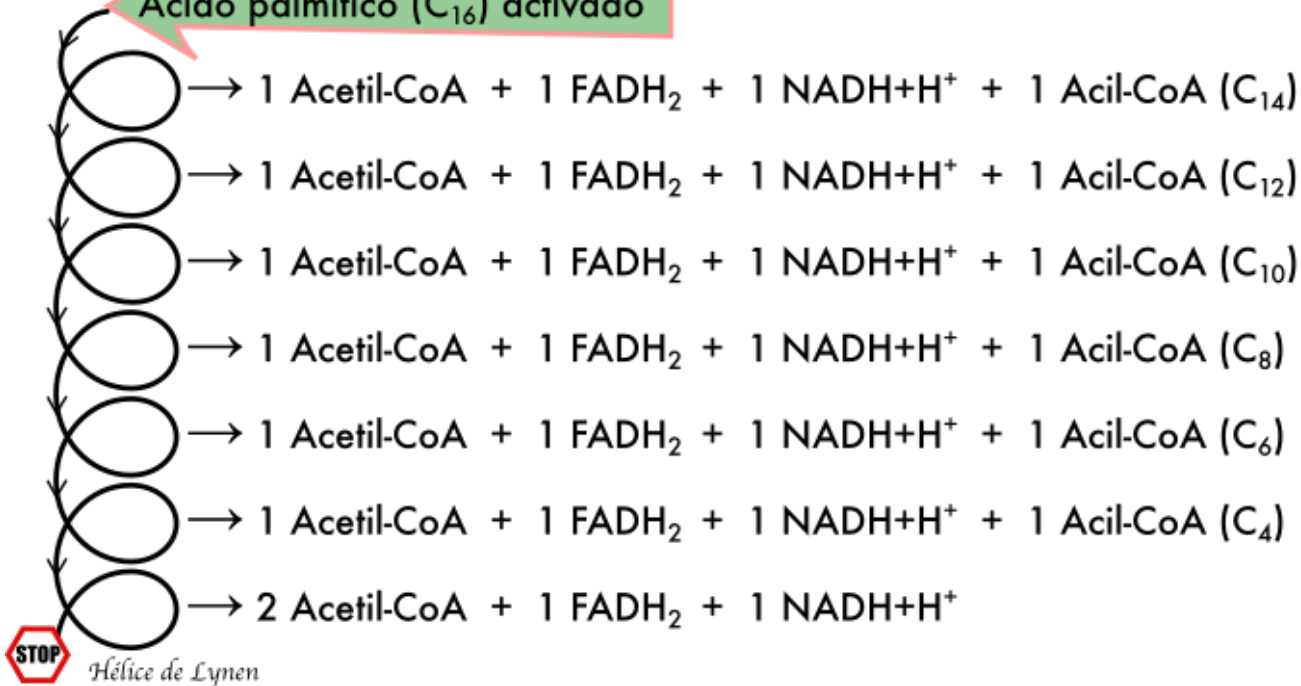 Ácido palmítico (C₁₆) activado
→ 1 Acetil-CoA + 1 FADH₂ + 1 NADH+H⁺ + 1 Acil-CoA (C₁₄)
→ 1 Acetil-CoA + 1 FADH₂ + 1 NADH+H⁺ + 1 Acil-CoA (C₁₂)
→ 1 Acetil-CoA + 1 FADH₂ + 1 NADH+H⁺ + 1 Acil-CoA (C₁₀)
→ 1 Acetil-CoA + 1 FADH₂ + 1 NADH+H⁺ + 1 Acil-CoA (C₈)
→ 1 Acetil-CoA + 1 FADH₂ + 1 NADH+H⁺ + 1 Acil-CoA (C₆)
→ 1 Acetil-CoA + 1 FADH₂ + 1 NADH+H⁺ + 1 Acil-CoA (C₄)
→ 2 Acetil-CoA + 1 FADH₂ + 1 NADH+H⁺
STOP
Hélice de Lynen